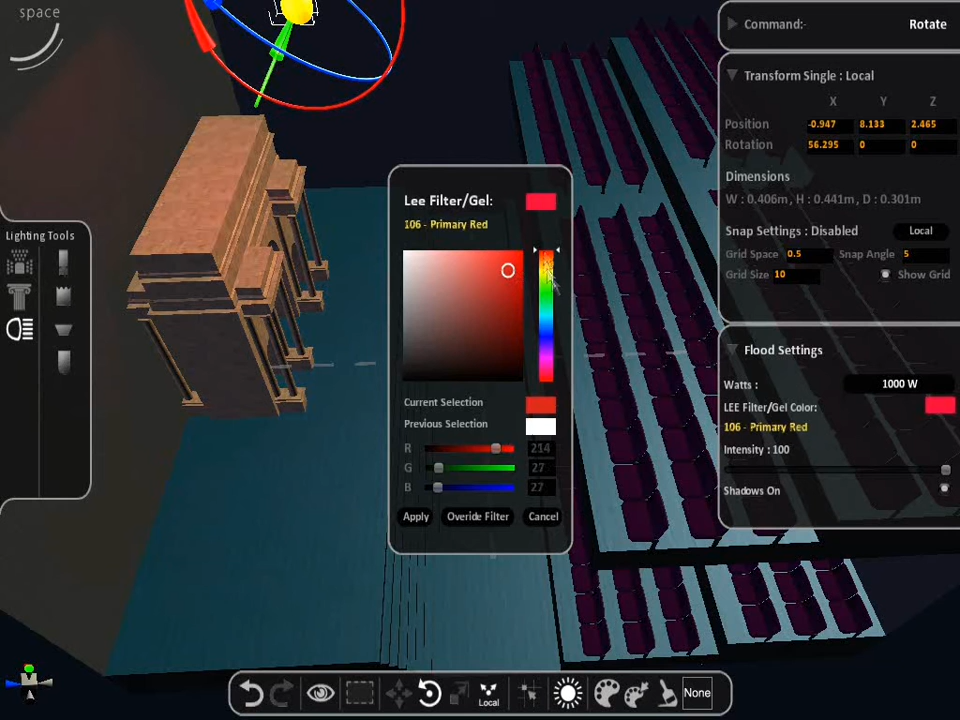 space
Command:- Rotate
Transform Single : Local
X Y Z
Position -0.947 8.133 2.465
Rotation 56.295 0 0
Dimensions
W : 0.406m, H : 0.441m, D : 0.301m
Snap Settings : Disabled Local
Grid Space 0.5 Snap Angle 5
Grid Size 10 Show Grid
Lighting Tools
Lee Filter/Gel:
106 - Primary Red
Current Selection
Previous Selection
R 214
G 27
B 27
Apply Overide Filter Cancel
Flood Settings
Watts : 1000 W
LEE Filter/Gel Color:
106 - Primary Red
Intensity : 100
Shadows On
Local
None